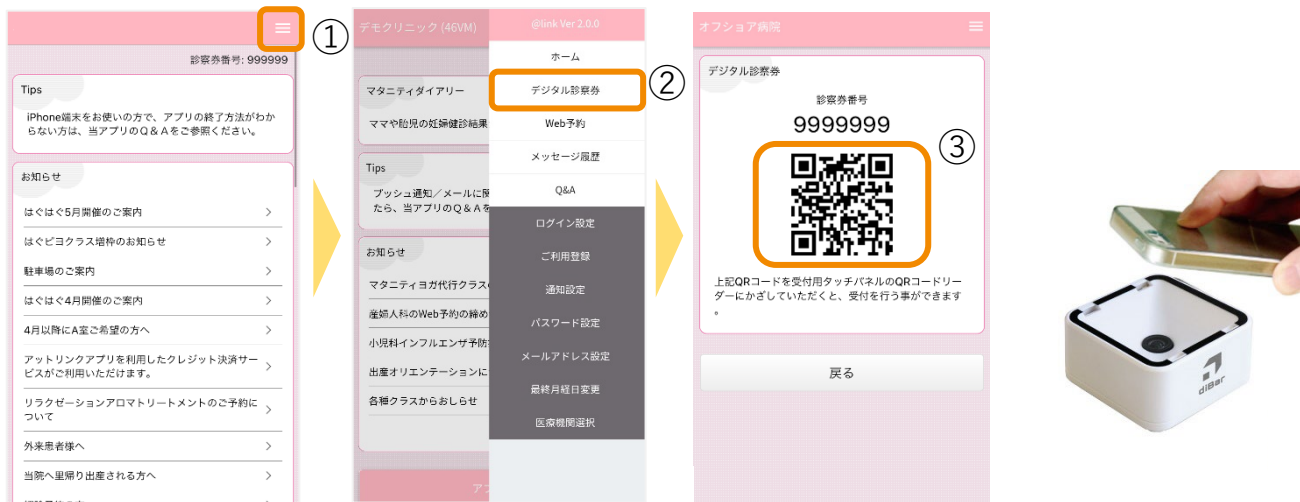 診察券番号: 999999
Tips
iPhone端末をお使いの方で、アプリの終了方法がわか
らない方は、当アプリのQ&Aをご参照ください。
お知らせ
はぐはぐ5月開催のご案内
はぐピヨクラス増枠のお知らせ
駐車場のご案内
はぐはぐ4月開催のご案内
4月以降にA室ご希望の方へ
アットリンクアプリを利用したクレジット決済サー
ビスがご利用いただけます。
リラクゼーションアロマトリートメントのご予約に
ついて
外来患者様へ
当院へ里帰り出産される方へ
①
デモクリニック (46VM)
マタニティダイアリー
ママや胎児の妊婦健診結果
Tips
プッシュ通知／メールに関
たら、当アプリのQ&Aを
お知らせ
マタニティヨガ代行クラス
産婦人科のWeb予約の締め
小児科インフルエンザ予防
出産オリエンテーションに
各種クラスからおしらせ
@link Ver 2.0.0
ホーム
デジタル診察券
Web予約
メッセージ履歴
Q&A
ログイン設定
ご利用登録
通知設定
パスワード設定
メールアドレス設定
最終月経日変更
医療機関選択
②
オフショア病院
デジタル診察券
診察券番号
9999999
③
上記QRコードを受付用タッチパネルのQRコードリー
ダーにかざしていただくと、受付を行う事ができます
。
戻る
diBar